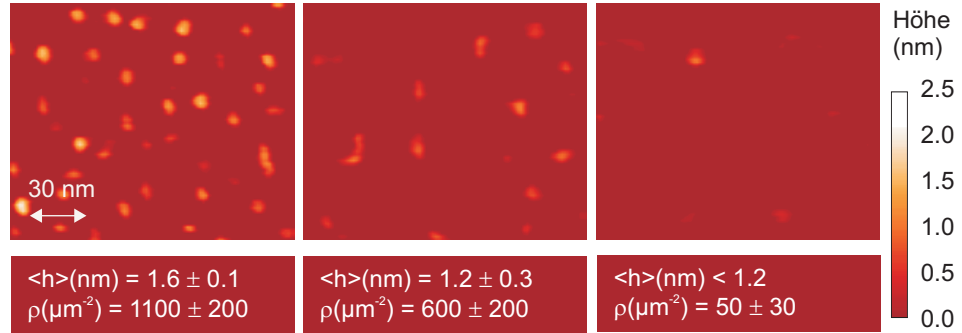 Höhe
(nm)
2.5
2.0
1.5
1.0
0.5
0.0
30 nm
<h>(nm) = 1.6 ± 0.1
ρ(μm⁻²) = 1100 ± 200
<h>(nm) = 1.2 ± 0.3
ρ(μm⁻²) = 600 ± 200
<h>(nm) < 1.2
ρ(μm⁻²) = 50 ± 30